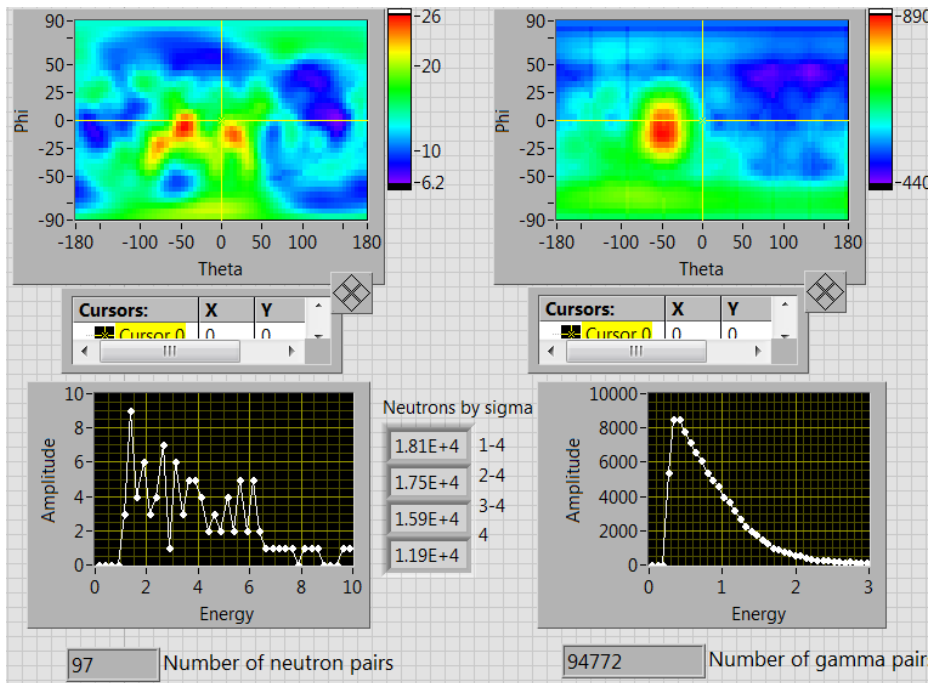 90
50
25
0
-25
-50
-90
Phi
-180 -100 -50 0 50 100 180
Theta
-26
-20
-10
-6.2
90
50
25
0
-25
-50
-90
Phi
-180 -100 -50 0 50 100 180
Theta
-890
-440
Cursors: X Y
Cursor 0 0 0
Cursors: X Y
Cursor 0 0 0
10
8
6
4
2
0
Amplitude
0 2 4 6 8 10
Energy
Neutrons by sigma
1.81E+4 1-4
1.75E+4 2-4
1.59E+4 3-4
1.19E+4 4
10000
8000
6000
4000
2000
0
Amplitude
0 1 2 3
Energy
97 Number of neutron pairs
94772 Number of gamma pair